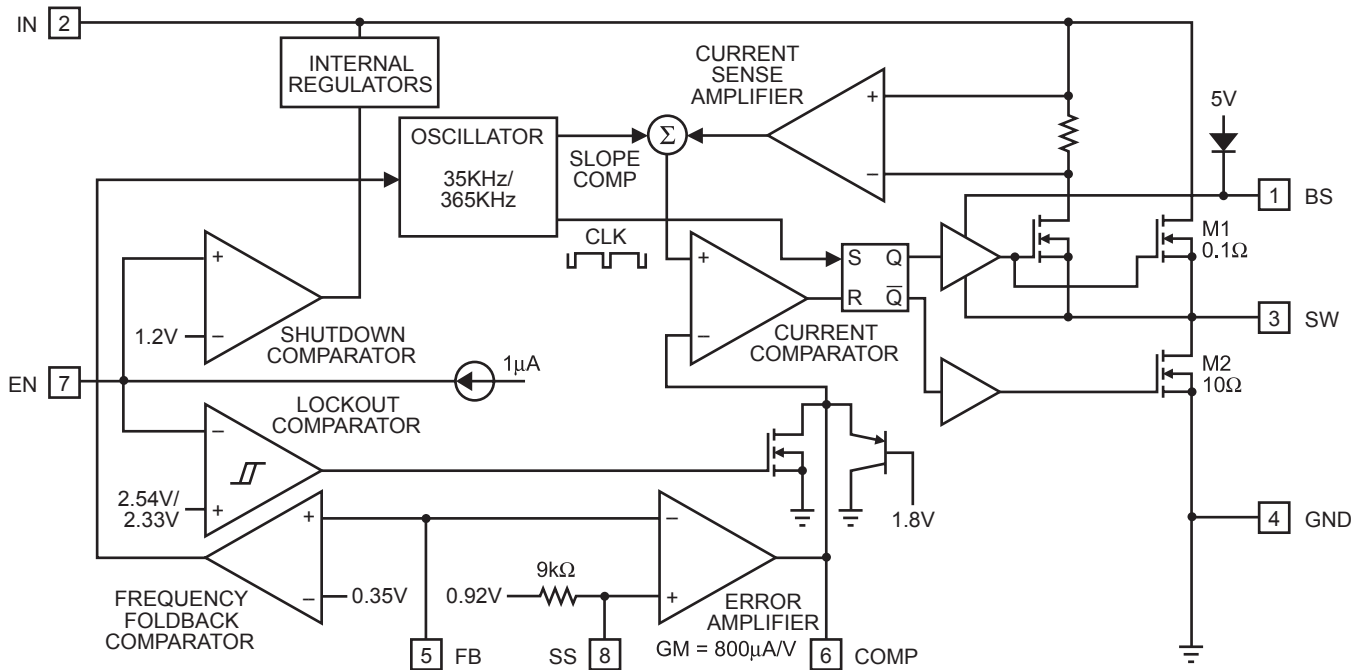 IN 2
INTERNAL
REGULATORS
CURRENT
SENSE
AMPLIFIER
+
–
5V
OSCILLATOR
35KHz/
365KHz
Σ
SLOPE
COMP
1 BS
CLK
+
–
1.2V
SHUTDOWN
COMPARATOR
+
–
CURRENT
COMPARATOR
S Q
R Q̅
M1
0.1Ω
3 SW
EN 7
1μA
M2
10Ω
LOCKOUT
COMPARATOR
–
+
2.54V/
2.33V
1.8V
4 GND
+
–
0.35V
FREQUENCY
FOLDBACK
COMPARATOR
9kΩ
0.92V
–
+
ERROR
AMPLIFIER
GM = 800μA/V
5 FB
SS 8
6 COMP